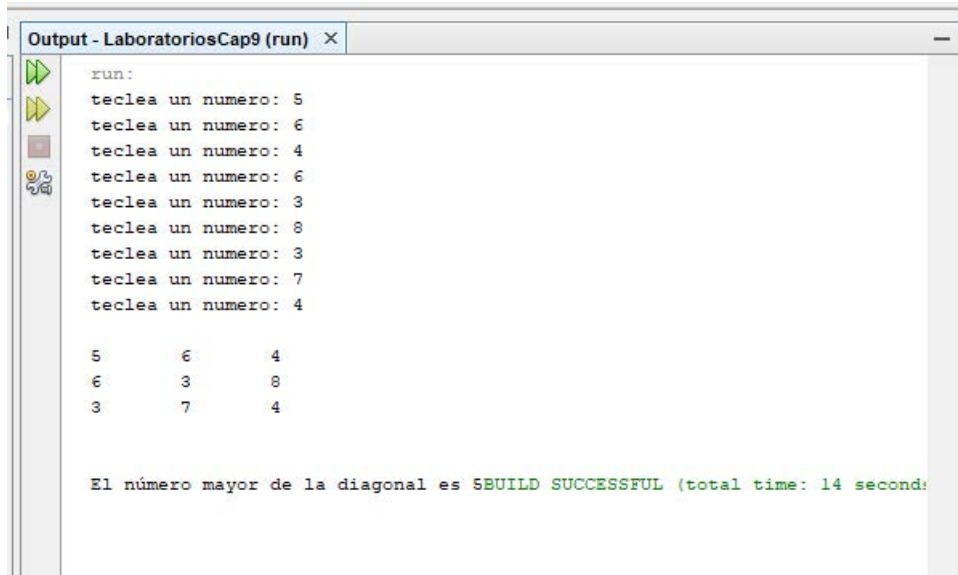 Output - LaboratoriosCap9 (run) ×
run:
teclea un numero: 5
teclea un numero: 6
teclea un numero: 4
teclea un numero: 6
teclea un numero: 3
teclea un numero: 8
teclea un numero: 3
teclea un numero: 7
teclea un numero: 4
5 6 4
6 3 8
3 7 4
El número mayor de la diagonal es 5BUILD SUCCESSFUL (total time: 14 seconds